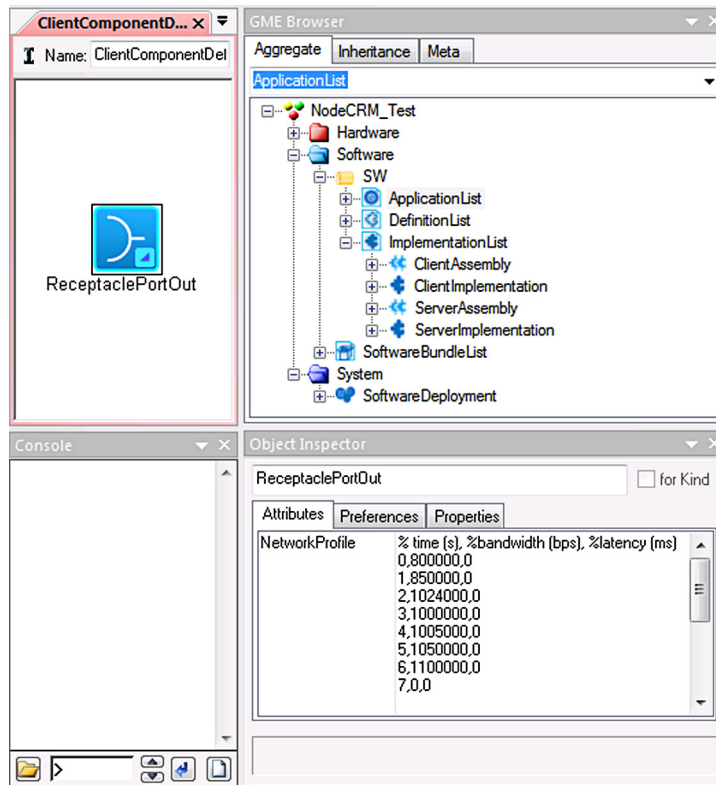 ClientComponentD...
Name: ClientComponentDel
ReceptaclePortOut
GME Browser
Aggregate Inheritance Meta
ApplicationList
NodeCRM_Test
Hardware
Software
SW
ApplicationList
DefinitionList
ImplementationList
ClientAssembly
ClientImplementation
ServerAssembly
ServerImplementation
SoftwareBundleList
System
SoftwareDeployment
Console
>
Object Inspector
ReceptaclePortOut for Kind
Attributes Preferences Properties
NetworkProfile % time (s), %bandwidth (bps), %latency (ms)
0,800000,0
1,850000,0
2,1024000,0
3,1000000,0
4,1005000,0
5,1050000,0
6,1100000,0
7,0,0